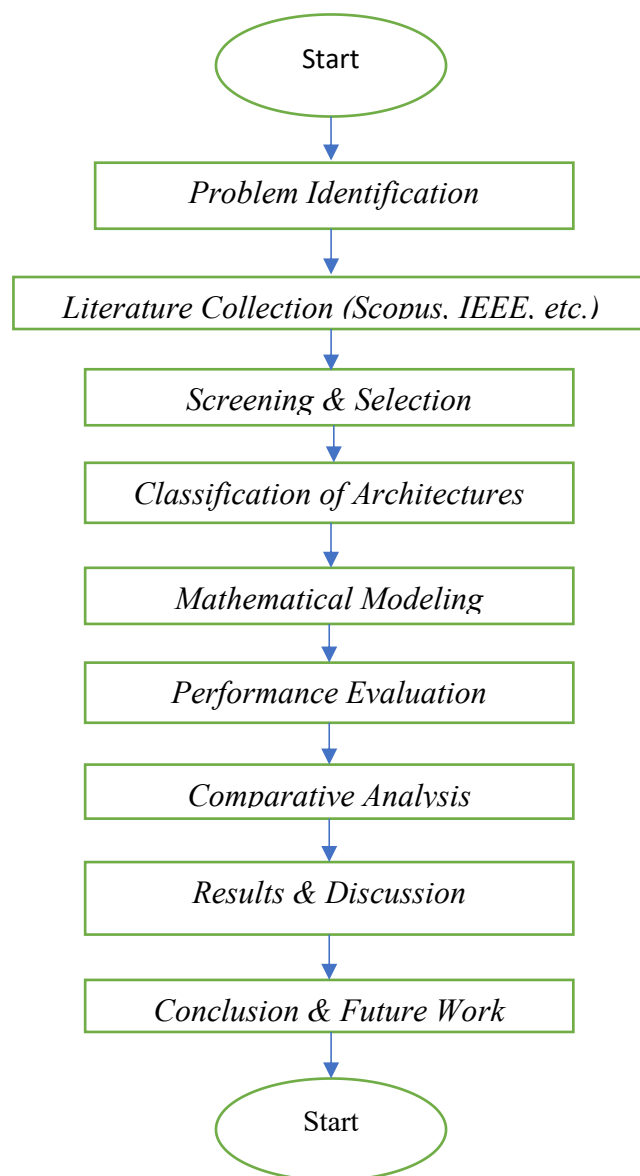 Start
Problem Identification
Literature Collection (Scopus, IEEE, etc.)
Screening & Selection
Classification of Architectures
Mathematical Modeling
Performance Evaluation
Comparative Analysis
Results & Discussion
Conclusion & Future Work
Start